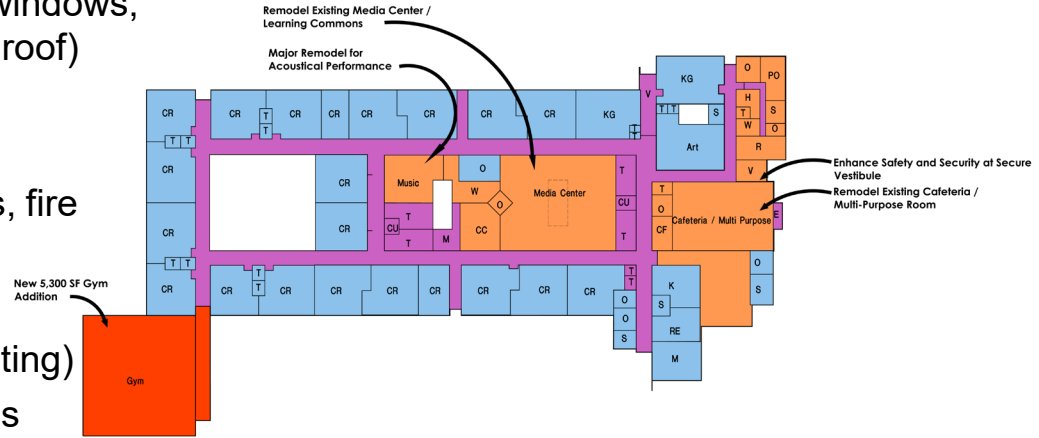 windows,
roof)
s, fire
ting)
s
Remodel Existing Media Center /
Learning Commons
Major Remodel for
Acoustical Performance
Enhance Safety and Security at Secure
Vestibule
Remodel Existing Cafeteria /
Multi-Purpose Room
New 5,300 SF Gym
Addition
KG
O
PO
V
T T
S
H
T
S
W
O
Art
R
V
CR
CR
T
T
CR
CR
CR
CR
CR
CR
KG
T
T
T T
CR
CR
CR
CR
T T
CR
Music
O
W
O
Media Center
CC
T
CU
T
CU
T
T
M
T
O
CF
Cafeteria / Multi Purpose
E
CR
T
T
CR
CR
CR
CR
CR
CR
CR
T
T
O
O
S
K
S
RE
M
O
S
Gym